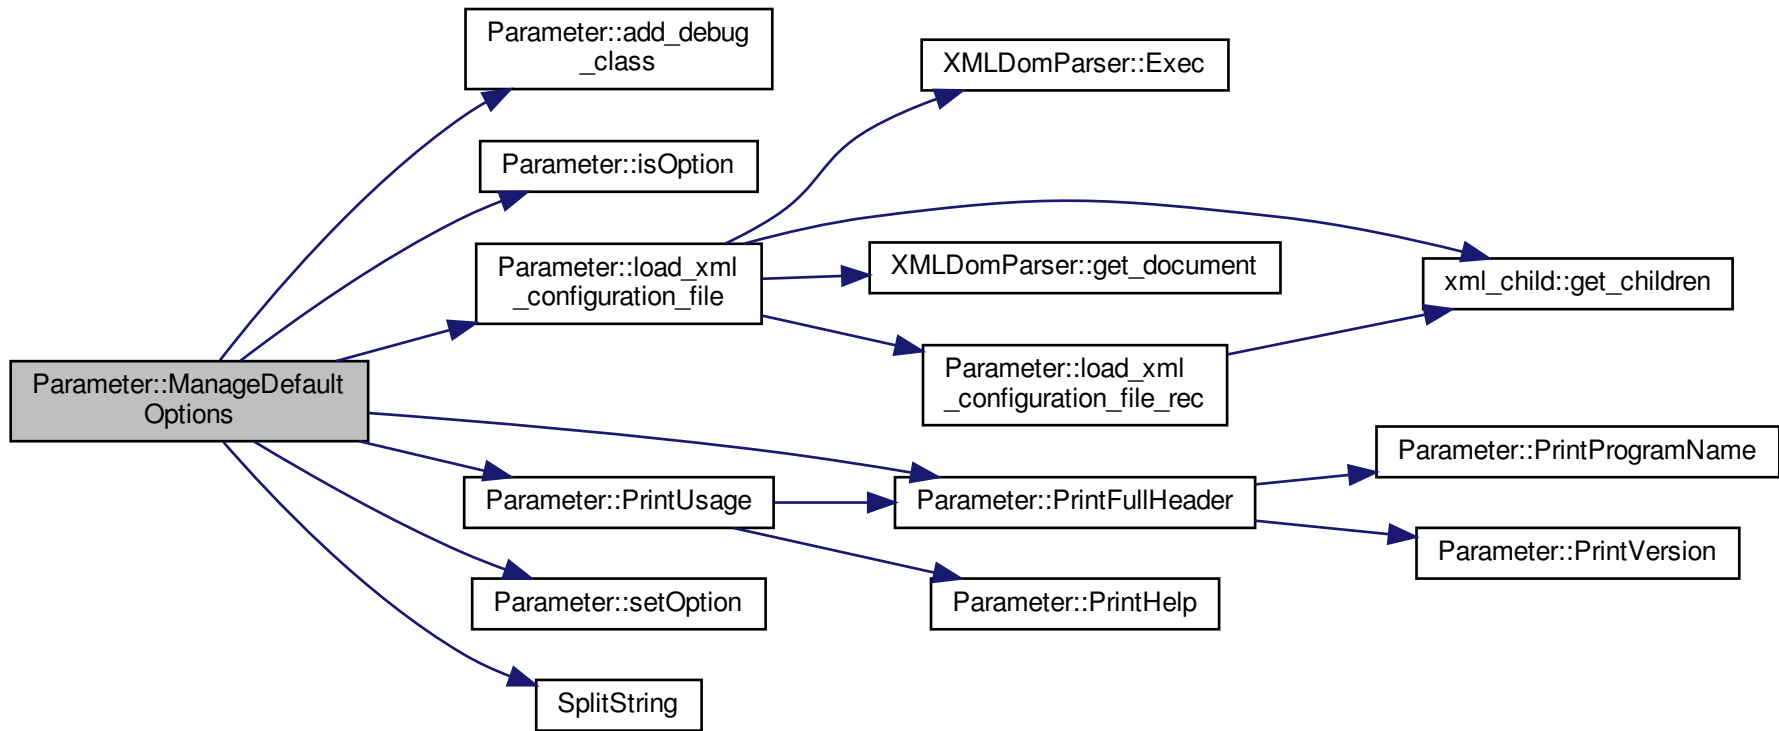 Parameter::add_debug
_class
XMLDomParser::Exec
Parameter::isOption
Parameter::load_xml
_configuration_file
XMLDomParser::get_document
xml_child::get_children
Parameter::load_xml
_configuration_file_rec
Parameter::ManageDefault
Options
Parameter::PrintUsage
Parameter::PrintFullHeader
Parameter::PrintProgramName
Parameter::PrintVersion
Parameter::setOption
Parameter::PrintHelp
SplitString